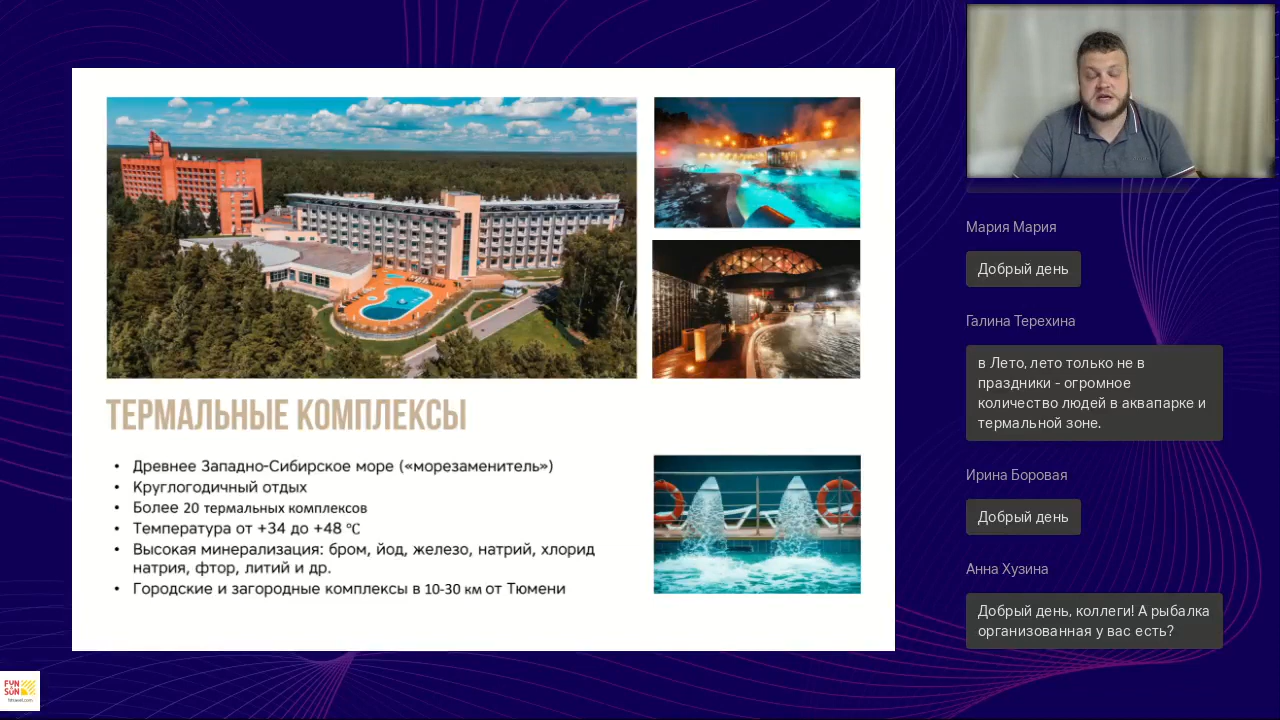 ТЕРМАЛЬНЫЕ КОМПЛЕКСЫ
• Древнее Западно-Сибирское море («морезаменитель»)
• Круглогодичный отдых
• Более 20 термальных комплексов
• Температура от +34 до +48 °C
• Высокая минерализация: бром, йод, железо, натрий, хлорид
натрия, фтор, литий и др.
• Городские и загородные комплексы в 10-30 км от Тюмени
Мария Мария
Добрый день
Галина Терехина
в Лето, лето только не в
праздники - огромное
количество людей в аквапарке и
термальной зоне.
Ирина Боровая
Добрый день
Анна Хузина
Добрый день, коллеги! А рыбалка
организованная у вас есть?
FUN
SUN